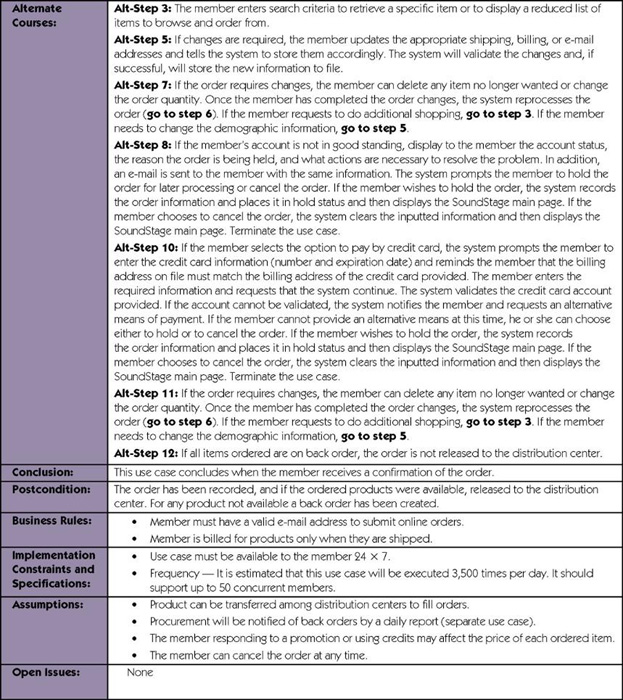 Alternate
Courses:
Alt-Step 3: The member enters search criteria to retrieve a specific item or to display a reduced list of
items to browse and order from.
Alt-Step 5: If changes are required, the member updates the appropriate shipping, billing, or e-mail
addresses and tells the system to store them accordingly. The system will validate the changes and, if
successful, will store the new information to file.
Alt-Step 7: If the order requires changes, the member can delete any item no longer wanted or change
the order quantity. Once the member has completed the order changes, the system reprocesses the
order (go to step 6). If the member requests to do additional shopping, go to step 3. If the member
needs to change the demographic information, go to step 5.
Alt-Step 8: If the member's account is not in good standing, display to the member the account status,
the reason the order is being held, and what actions are necessary to resolve the problem. In addition,
an e-mail is sent to the member with the same information. The system prompts the member to hold the
order for later processing or cancel the order. If the member wishes to hold the order, the system records
the order information and places it in hold status and then displays the SoundStage main page. If the
member chooses to cancel the order, the system clears the inputted information and then displays the
SoundStage main page. Terminate the use case.
Alt-Step 10: If the member selects the option to pay by credit card, the system prompts the member to
enter the credit card information (number and expiration date) and reminds the member that the billing
address on file must match the billing address of the credit card provided. The member enters the
required information and requests that the system continue. The system validates the credit card account
provided. If the account cannot be validated, the system notifies the member and requests an alternative
means of payment. If the member cannot provide an alternative means at this time, he or she can choose
either to hold or to cancel the order. If the member wishes to hold the order, the system records
the order information and places it in hold status and then displays the SoundStage main page. If the
member chooses to cancel the order, the system clears the inputted information and then displays the
SoundStage main page. Terminate the use case.
Alt-Step 11: If the order requires changes, the member can delete any item no longer wanted or change
the order quantity. Once the member has completed the order changes, the system reprocesses the
order (go to step 6). If the member requests to do additional shopping, go to step 3. If the member
needs to change the demographic information, go to step 5.
Alt-Step 12: If all items ordered are on back order, the order is not released to the distribution center.
Conclusion:
This use case concludes when the member receives a confirmation of the order.
Postcondition:
The order has been recorded, and if the ordered products were available, released to the distribution
center. For any product not available a back order has been created.
Business Rules:
• Member must have a valid e-mail address to submit online orders.
• Member is billed for products only when they are shipped.
Implementation
Constraints and
Specifications:
• Use case must be available to the member 24 × 7.
• Frequency — It is estimated that this use case will be executed 3,500 times per day. It should
support up to 50 concurrent members.
Assumptions:
• Product can be transferred among distribution centers to fill orders.
• Procurement will be notified of back orders by a daily report (separate use case).
• The member responding to a promotion or using credits may affect the price of each ordered item.
• The member can cancel the order at any time.
Open Issues:
None